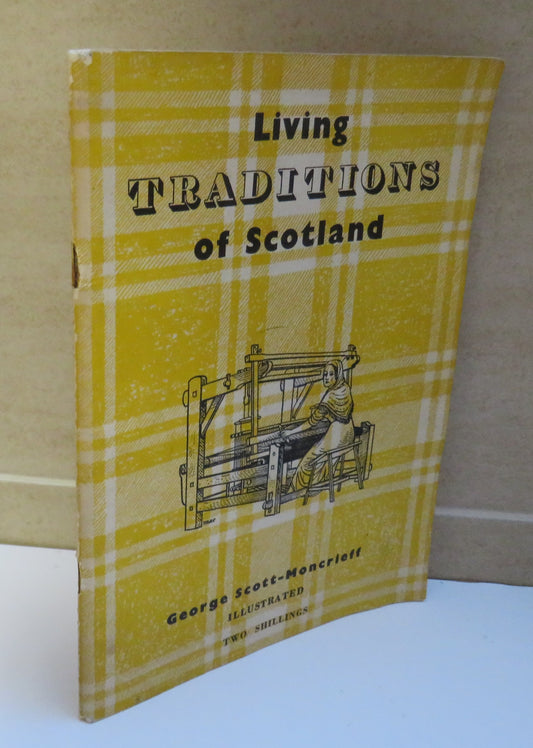 Living
TRADITIONS
of Scotland
George Scott-Moncrieff
ILLUSTRATED
TWO SHILLINGS